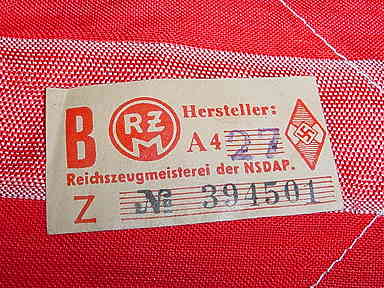 B RZM Hersteller:
A4 27
Reichszeugmeisterei der NSDAP.
Z № 394501